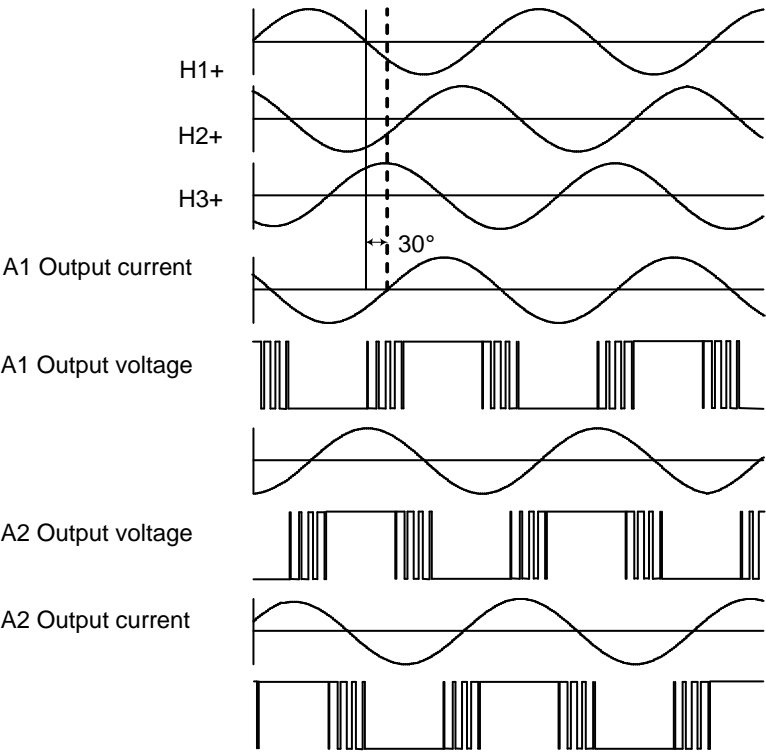 H1+
H2+
H3+
30°
A1 Output current
A1 Output voltage
A2 Output voltage
A2 Output current